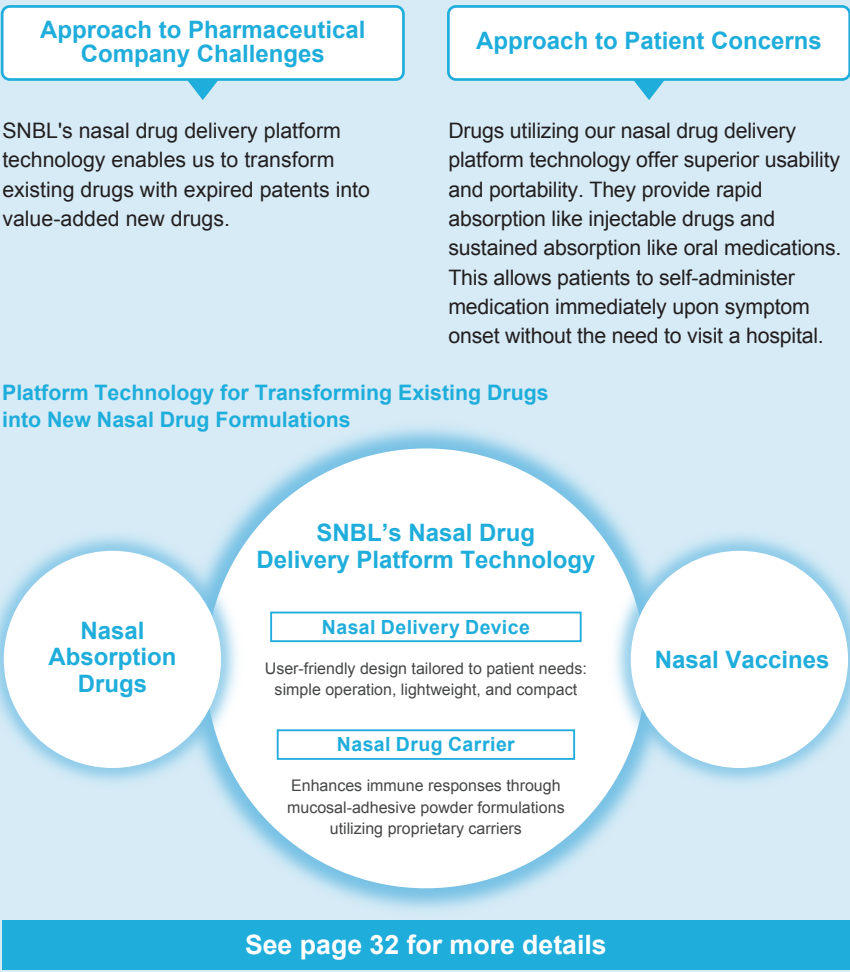 Approach to Pharmaceutical
Company Challenges
SNBL's nasal drug delivery platform
technology enables us to transform
existing drugs with expired patents into
value-added new drugs.
Approach to Patient Concerns
Drugs utilizing our nasal drug delivery
platform technology offer superior usability
and portability. They provide rapid
absorption like injectable drugs and
sustained absorption like oral medications.
This allows patients to self-administer
medication immediately upon symptom
onset without the need to visit a hospital.
Platform Technology for Transforming Existing Drugs
into New Nasal Drug Formulations
Nasal
Absorption
Drugs
SNBL’s Nasal Drug
Delivery Platform Technology
Nasal Delivery Device
User-friendly design tailored to patient needs:
simple operation, lightweight, and compact
Nasal Drug Carrier
Enhances immune responses through
mucosal-adhesive powder formulations
utilizing proprietary carriers
Nasal Vaccines
See page 32 for more details